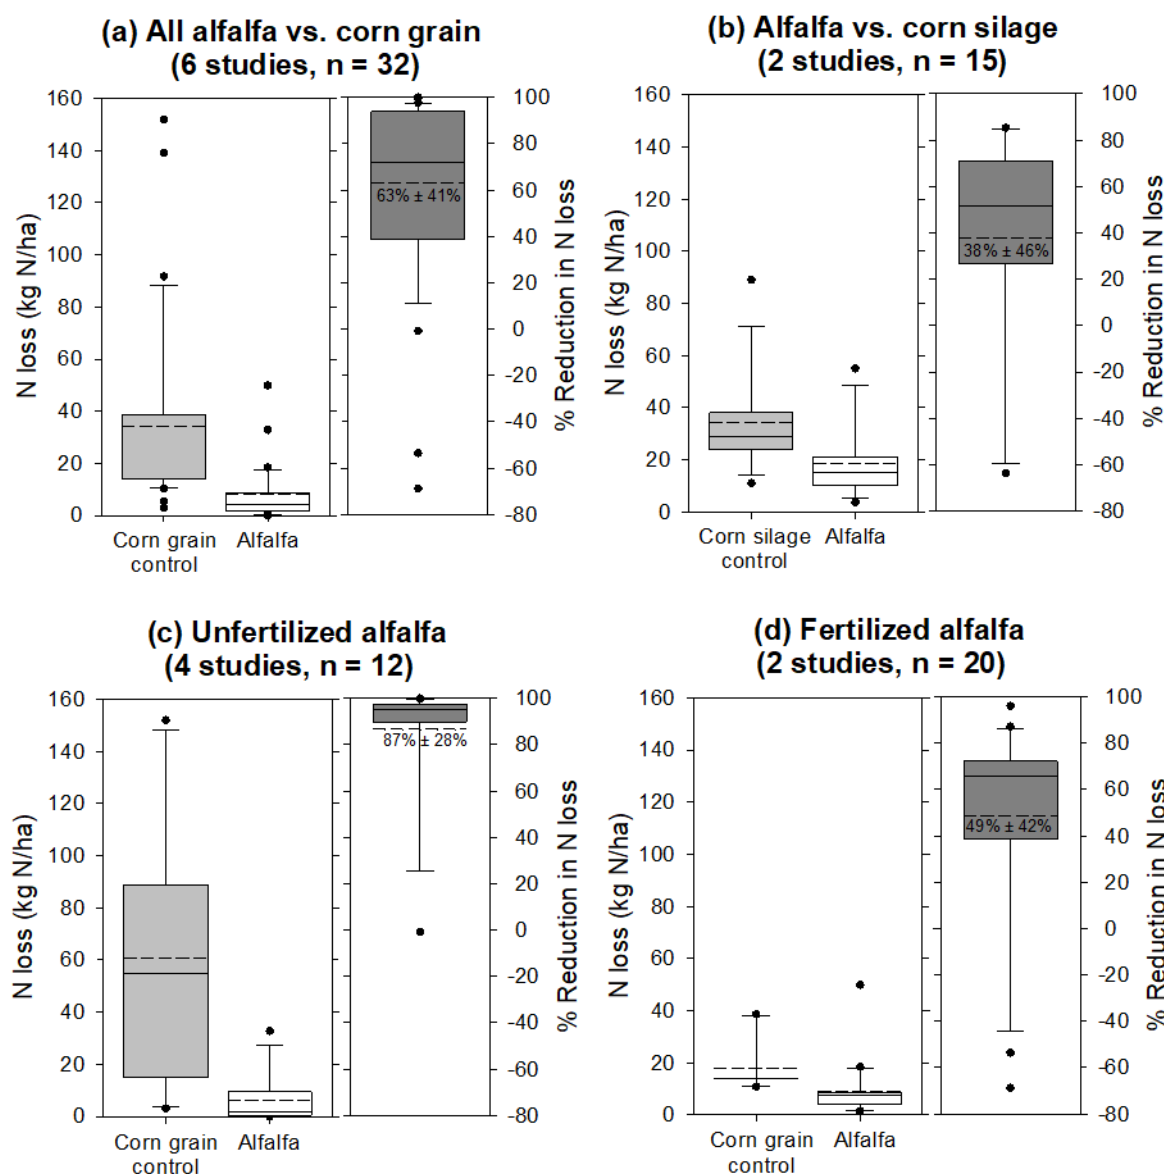 (a) All alfalfa vs. corn grain
(6 studies, n = 32)
N loss (kg N/ha)
160
140
120
100
80
60
40
20
0
Corn grain
control
Alfalfa
63% ± 41%
100
80
60
40
20
0
-20
-40
-60
-80
% Reduction in N loss
(b) Alfalfa vs. corn silage
(2 studies, n = 15)
N loss (kg N/ha)
160
140
120
100
80
60
40
20
0
Corn silage
control
Alfalfa
38% ± 46%
100
80
60
40
20
0
-20
-40
-60
-80
% Reduction in N loss
(c) Unfertilized alfalfa
(4 studies, n = 12)
N loss (kg N/ha)
160
140
120
100
80
60
40
20
0
Corn grain
control
Alfalfa
87% ± 28%
100
80
60
40
20
0
-20
-40
-60
-80
% Reduction in N loss
(d) Fertilized alfalfa
(2 studies, n = 20)
N loss (kg N/ha)
160
140
120
100
80
60
40
20
0
Corn grain
control
Alfalfa
49% ± 42%
100
80
60
40
20
0
-20
-40
-60
-80
% Reduction in N loss